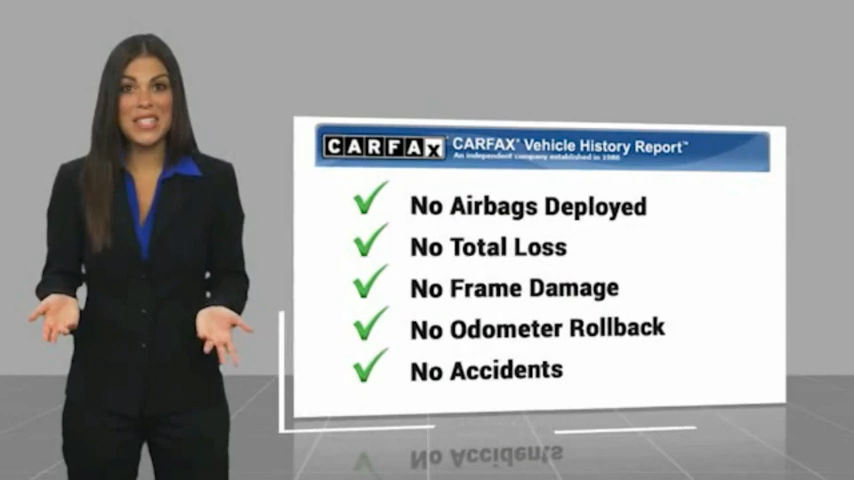 CARFAX CARFAX® Vehicle History Report™
An independent company established in 1986
No Airbags Deployed
No Total Loss
No Frame Damage
No Odometer Rollback
No Accidents
No Accidents